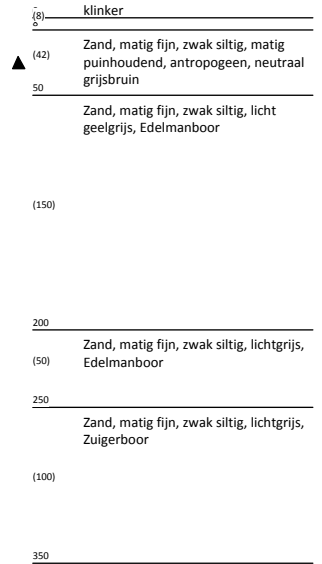 (8) klinker
8
(42) Zand, matig fijn, zwak siltig, matig
puinhoudend, antropogeen, neutraal
grijsbruin
50
Zand, matig fijn, zwak siltig, licht
geelgrijs, Edelmanboor
(150)
200
Zand, matig fijn, zwak siltig, lichtgrijs,
(50) Edelmanboor
250
Zand, matig fijn, zwak siltig, lichtgrijs,
Zuigerboor
(100)
350